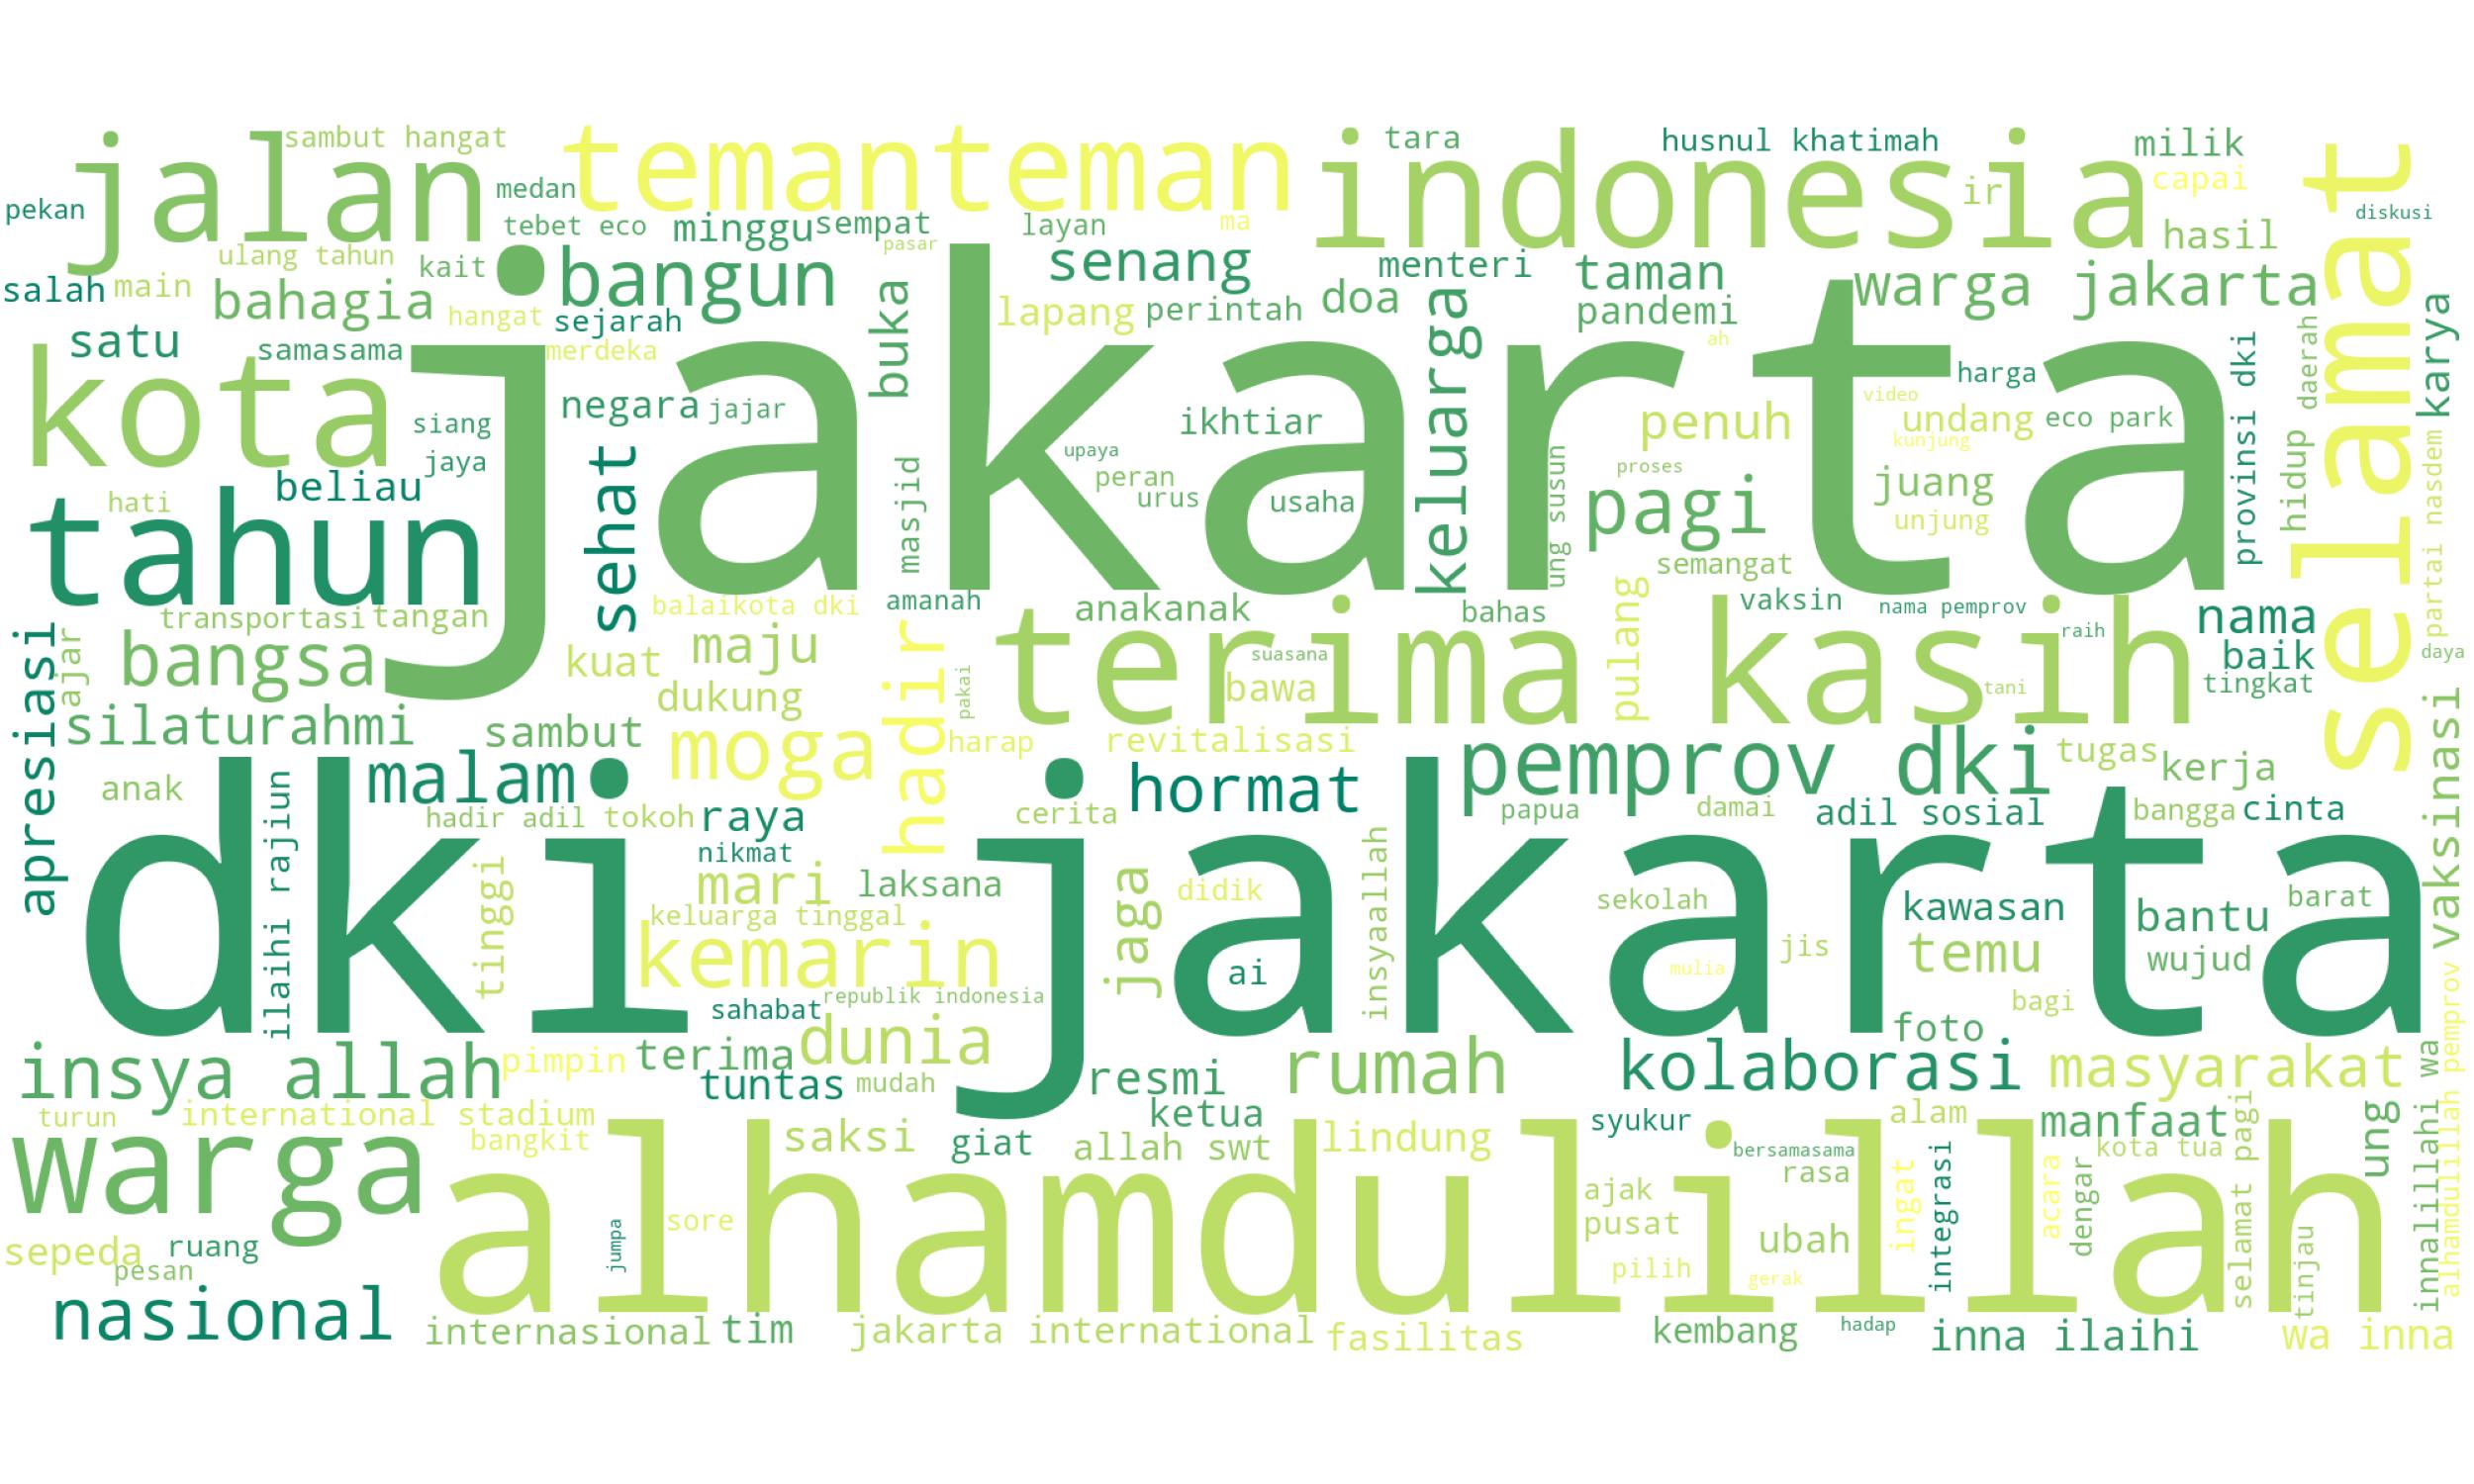 sambut hangat
jalan
temanteman
indonesia
tara
husnul khatimah
milik
selamat
medan
ir
capai
pekan
tebet eco
minggu
sempat
layan
ma
diskusi
pasar
hasil
ulang tahun
kait
bangun
senang
menteri
taman
warga jakarta
salah
main
bahagia
hangat
sejarah
buka
lapang
perintah
doa
keluarga
pandemi
karya
satu
samasama
merdeka
jakarta
ah
provinsi dki
daerah
kota
siang
negara
jajar
ikhtiar
penuh
harga
video
undang
eco park
kunjung
hidup
partai nasdem
jaya
sehat
masjid
upaya
peran
urus
usaha
ung susun
proses
pagi
juang
unjung
hati
beliau
tahun
semangat
transportasi
tangan
balaikota dki
amanah
anakanak
bahas
pulang
vaksin
nama pemprov
raih
nama
apresiasi
ajar
bangsa
kuat
maju
hadir
terima kasih
suasana
bawa
tani
baik
tingkat
daya
dukung
pakai
silaturahmi
sambut
moga
harap
revitalisasi
pemprov dki
tugas
kerja
vaksinasi
anak
ilaihi rajiun
malam
hormat
papua
damai
adil sosial
bangga
cinta
hadir adil tokoh
raya
cerita
dki jakarta
nikmat
tinggi
mari
laksana
jaga
didik
insyaallah
sekolah
kawasan
bantu
barat
keluarga tinggal
kemarin
ai
mulia
jis
temu
wujud
republik indonesia
sahabat
bagi
foto
insya allah
pimpin
terima
dunia
tuntas
mudah
resmi
rumah
kolaborasi
masyarakat
innalillahi wa
alhamdulillah pemprov
turun
international stadium
ketua
syukur
alam
manfaat
selamat pagi
ung
warga
bangkit
saksi
giat
allah swt
lindung
bersamasama
rasa
kota tua
alhamdulillah
jumpa
sore
ajak
pusat
ubah
ingat
integrasi
acara
dengar
tinjau
sepeda
ruang
pesan
pilih
gerak
nasional
internasional
tim
jakarta international
fasilitas
kembang
hadap
inna ilaihi
wa inna